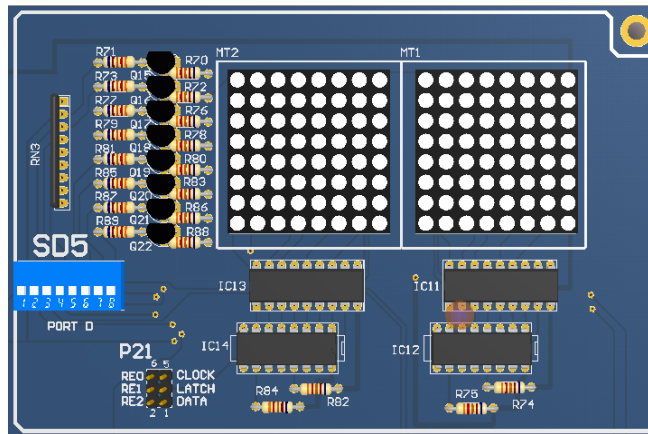 R71
R70
MT2
MT1
R73
Q15
R72
R77
Q16
R76
R79
Q17
R78
R81
Q18
R80
RN3
R85
Q19
R83
R87
Q20
R86
R89
Q21
R88
Q22
SD5
1 2 3 4 5 6 7 8
PORT D
IC13
IC11
IC14
IC12
P21
6 5
RE0 CLOCK
RE1 LATCH
RE2 DATA
2 1
R84
R82
R75
R74